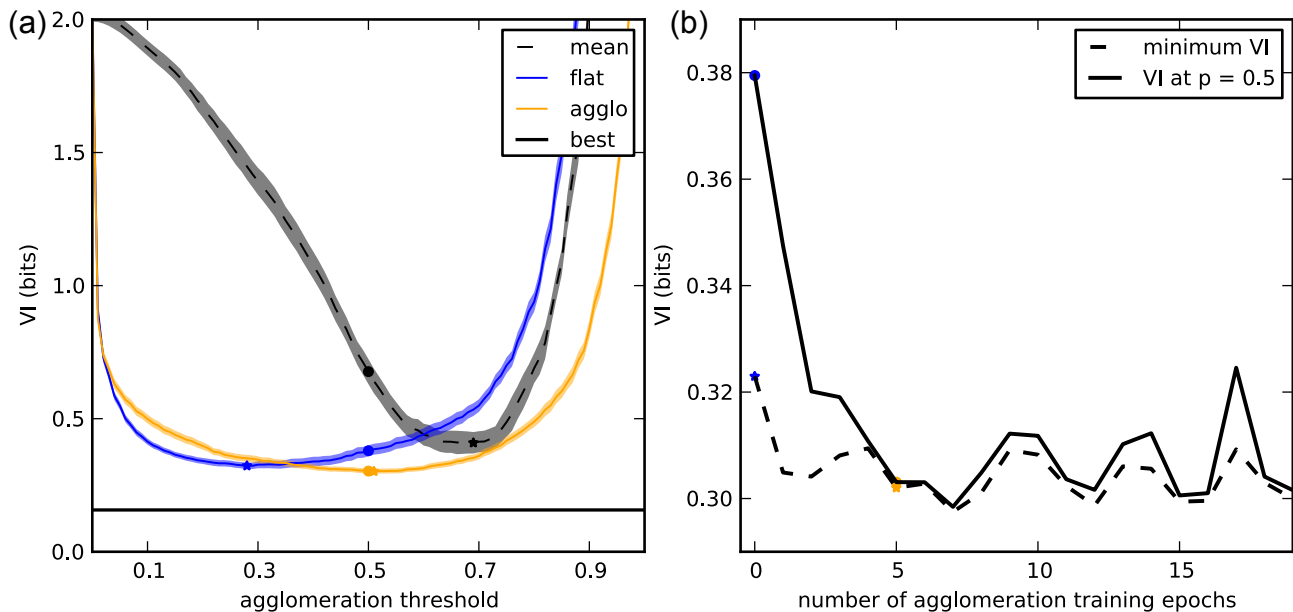 (a)
2.0
1.5
1.0
0.5
0.0
VI (bits)
mean
flat
agglo
best
0.1
0.3
0.5
0.7
0.9
agglomeration threshold
(b)
0.38
0.36
0.34
0.32
0.30
VI (bits)
minimum VI
VI at p = 0.5
0
5
10
15
number of agglomeration training epochs